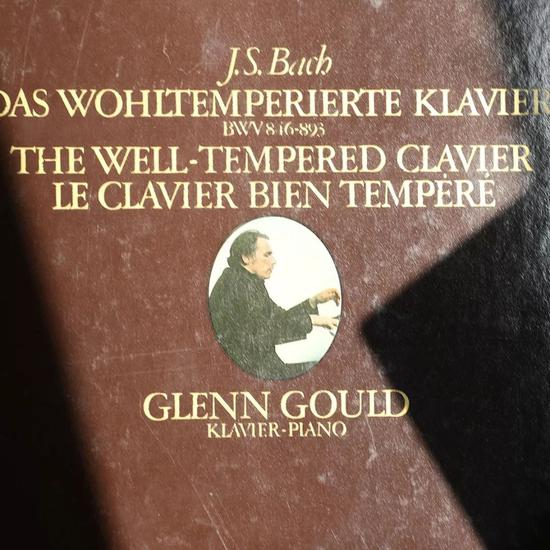 J.S. Bach
DAS WOHLTEMPERIERTE KLAVIER
BWV 846-893
THE WELL-TEMPERED CLAVIER
LE CLAVIER BIEN TEMPÉRÉ
GLENN GOULD
KLAVIER-PIANO